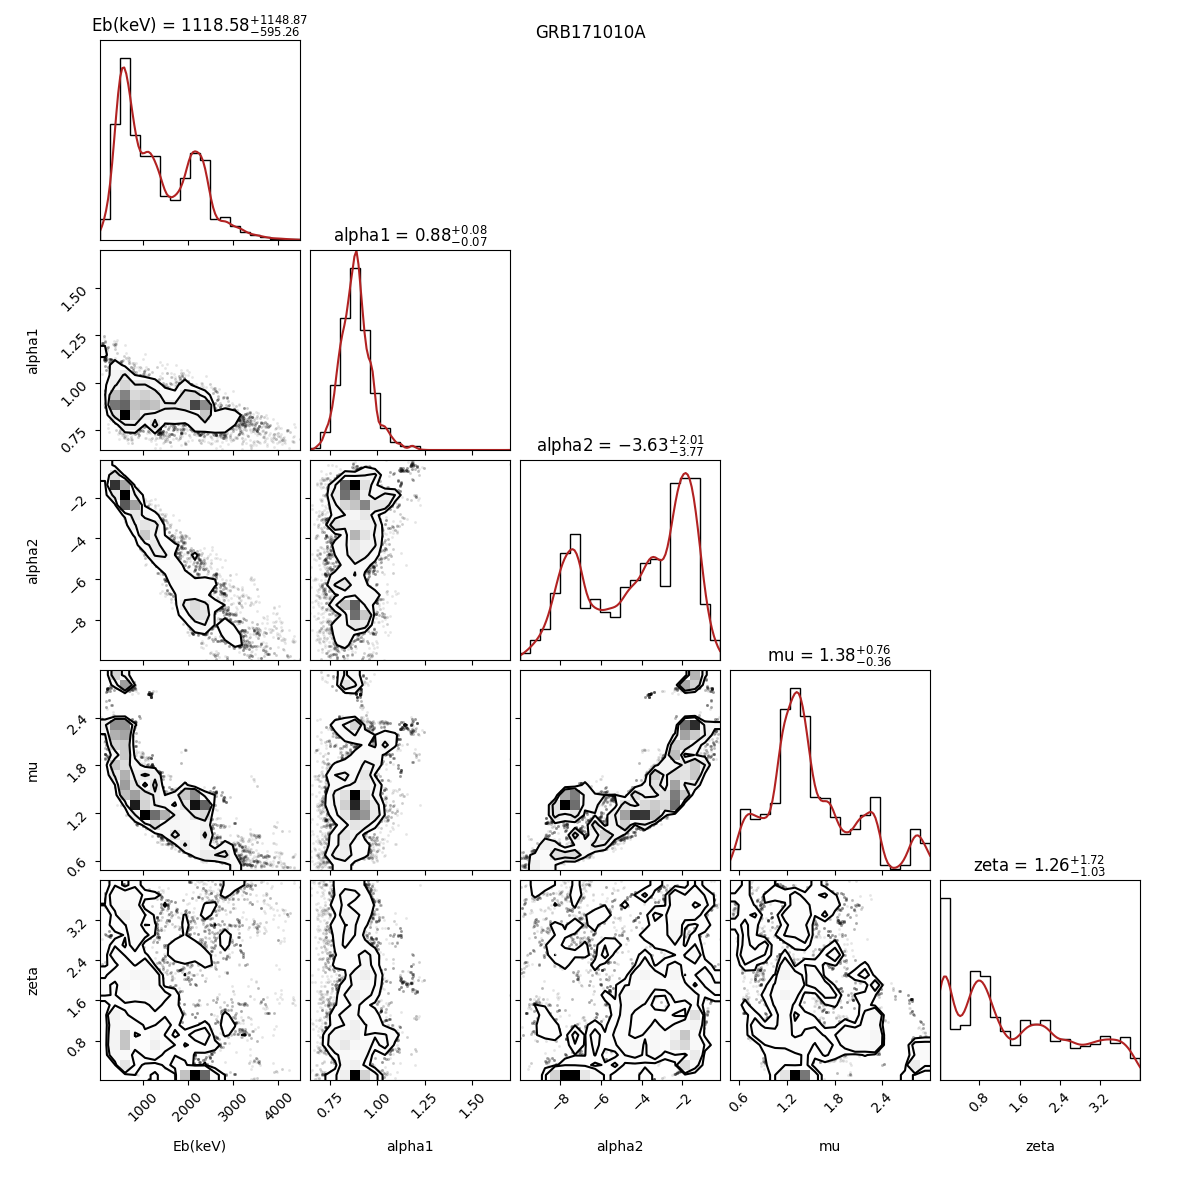 GRB171010A
Eb(keV) = 1118.58+1148.87−595.26
alpha1 = 0.88+0.08−0.07
alpha1
1.50
1.25
1.00
0.75
alpha2 = −3.63+2.01−3.77
alpha2
−2
−4
−6
−8
mu = 1.38+0.76−0.36
mu
2.4
1.8
1.2
0.6
zeta = 1.26+1.72−1.03
zeta
3.2
2.4
1.6
0.8
1000 2000 3000 4000 0.75 1.00 1.25 1.50 −8 −6 −4 −2 0.6 1.2 1.8 2.4 0.8 1.6 2.4 3.2
Eb(keV) alpha1 alpha2 mu zeta